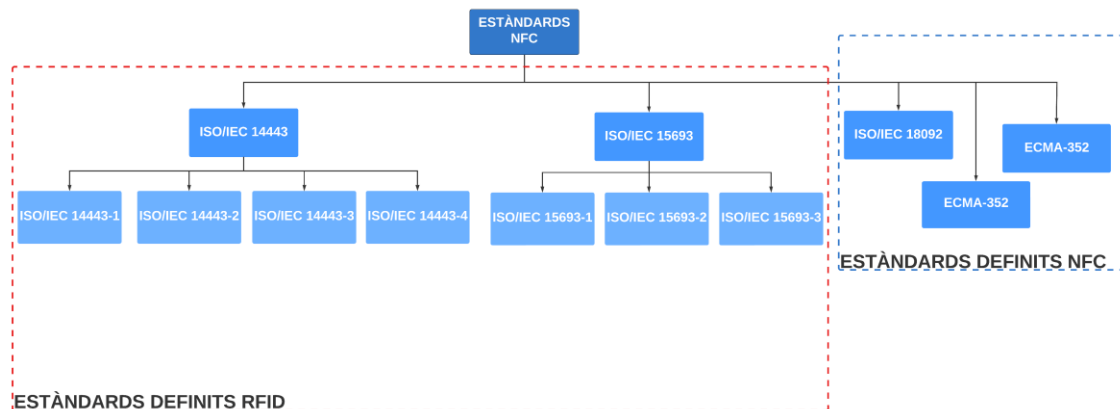 ESTÀNDARDS
NFC
ISO/IEC 14443
ISO/IEC 15693
ISO/IEC 18092
ECMA-352
ECMA-352
ISO/IEC 14443-1
ISO/IEC 14443-2
ISO/IEC 14443-3
ISO/IEC 14443-4
ISO/IEC 15693-1
ISO/IEC 15693-2
ISO/IEC 15693-3
ESTÀNDARDS DEFINITS NFC
ESTÀNDARDS DEFINITS RFID